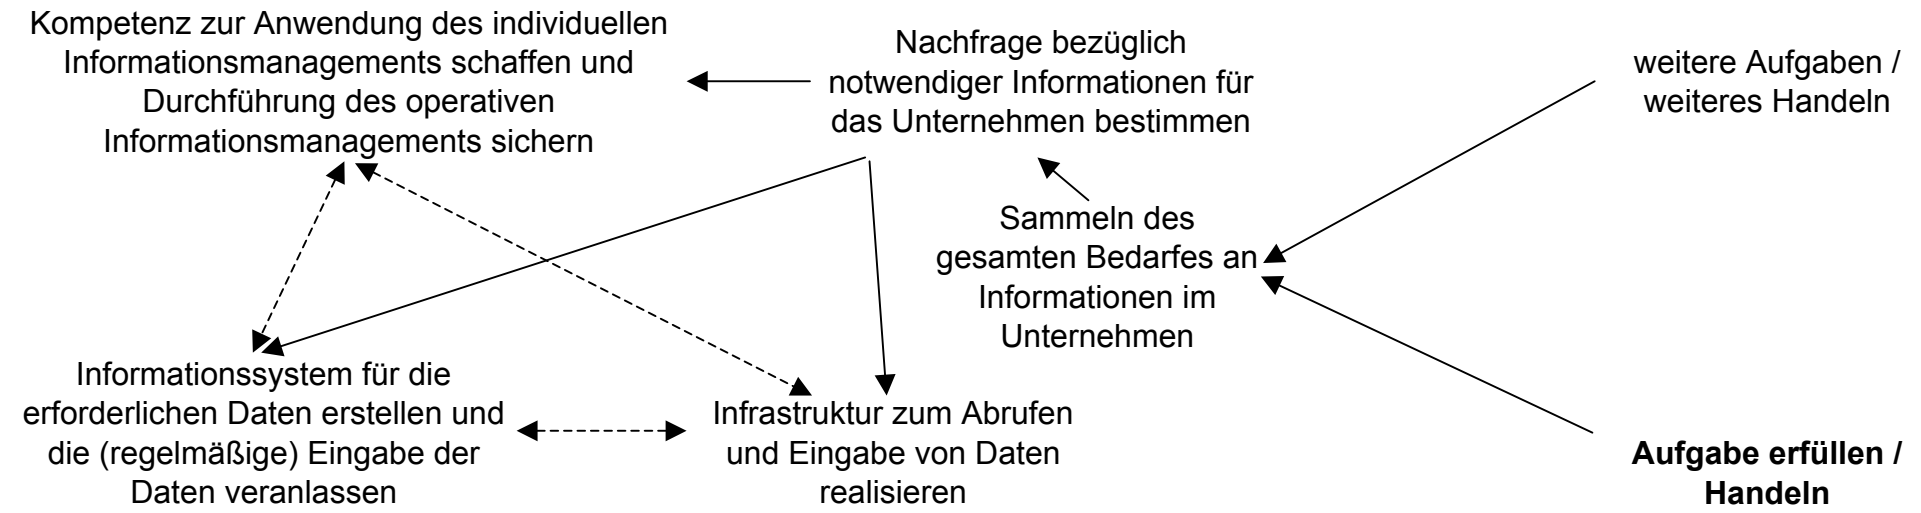 Kompetenz zur Anwendung des individuellen
Informationsmanagements schaffen und
Durchführung des operativen
Informationsmanagements sichern
Nachfrage bezüglich
notwendiger Informationen für
das Unternehmen bestimmen
weitere Aufgaben /
weiteres Handeln
Sammeln des
gesamten Bedarfes an
Informationen im
Unternehmen
Informationssystem für die
erforderlichen Daten erstellen und
die (regelmäßige) Eingabe der
Daten veranlassen
Infrastruktur zum Abrufen
und Eingabe von Daten
realisieren
Aufgabe erfüllen /
Handeln